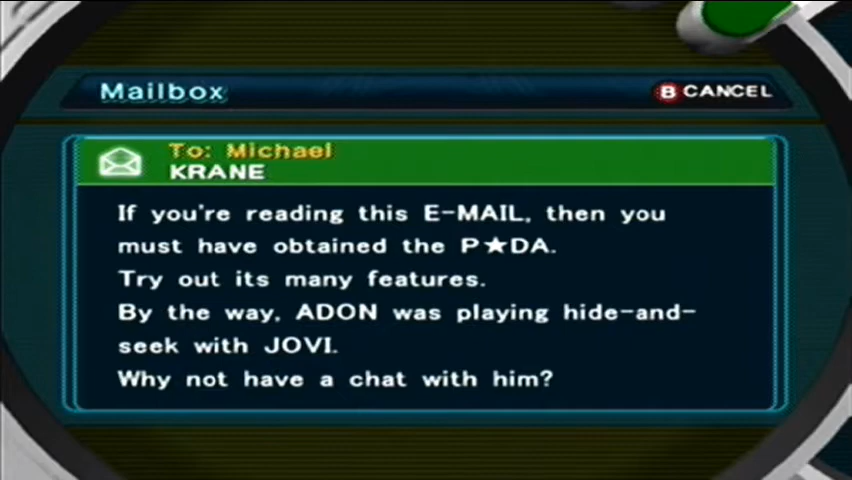 Mailbox
B CANCEL
To: Michael
KRANE
If you're reading this E-MAIL, then you
must have obtained the P★DA.
Try out its many features.
By the way, ADON was playing hide-and-
seek with JOVI.
Why not have a chat with him?